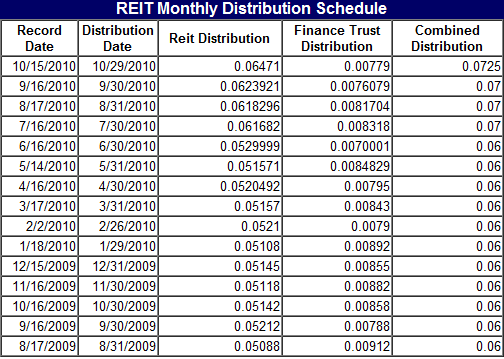 REIT Monthly Distribution Schedule
Record Date Distribution Date Reit Distribution Finance Trust Distribution Combined Distribution
10/15/2010 10/29/2010 0.06471 0.00779 0.0725
9/16/2010 9/30/2010 0.0623921 0.0076079 0.07
8/17/2010 8/31/2010 0.0618296 0.0081704 0.07
7/16/2010 7/30/2010 0.061682 0.008318 0.07
6/16/2010 6/30/2010 0.0529999 0.0070001 0.06
5/14/2010 5/31/2010 0.051571 0.0084829 0.06
4/16/2010 4/30/2010 0.0520492 0.00795 0.06
3/17/2010 3/31/2010 0.05157 0.00843 0.06
2/2/2010 2/26/2010 0.0521 0.0079 0.06
1/18/2010 1/29/2010 0.05108 0.00892 0.06
12/15/2009 12/31/2009 0.05145 0.00855 0.06
11/16/2009 11/30/2009 0.05118 0.00882 0.06
10/16/2009 10/30/2009 0.05142 0.00858 0.06
9/16/2009 9/30/2009 0.05212 0.00788 0.06
8/17/2009 8/31/2009 0.05088 0.00912 0.06